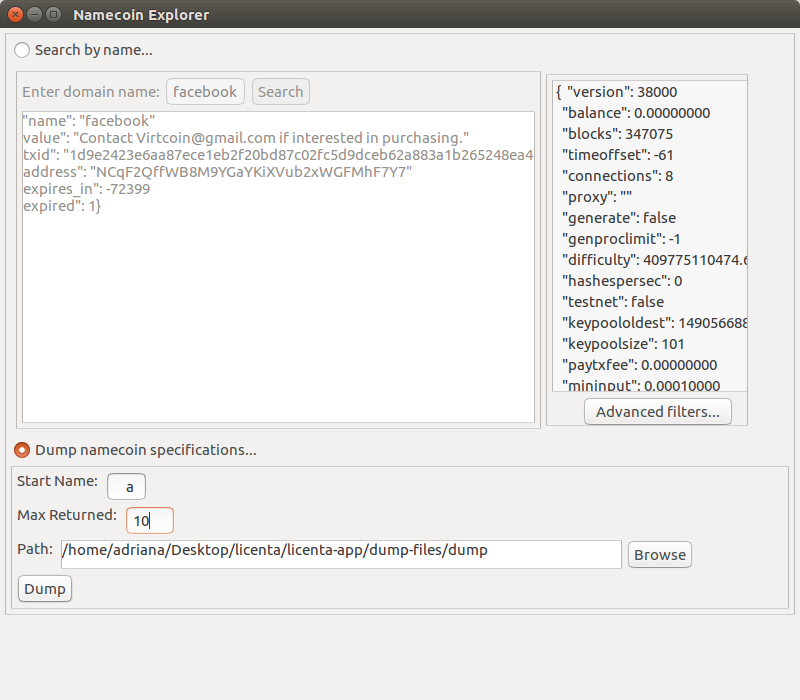 Namecoin Explorer
Search by name...
Enter domain name: facebook Search
"name": "facebook"
value": "Contact Virtcoin@gmail.com if interested in purchasing."
txid": "1d9e2423e6aa87ece1eb2f20bd87c02fc5d9dceb62a883a1b265248ea4
address": "NCqF2QffWB8M9YGaYKiXVub2xWGFMhF7Y7"
expires_in": -72399
expired": 1}
{ "version": 38000
"balance": 0.00000000
"blocks": 347075
"timeoffset": -61
"connections": 8
"proxy": ""
"generate": false
"genproclimit": -1
"difficulty": 409775110474.6
"hashespersec": 0
"testnet": false
"keypoololdest": 149056688
"keypoolsize": 101
"paytxfee": 0.00000000
"mininput": 0.00010000
Advanced filters...
Dump namecoin specifications...
Start Name: a
Max Returned: 10
Path: /home/adriana/Desktop/licenta/licenta-app/dump-files/dump Browse
Dump